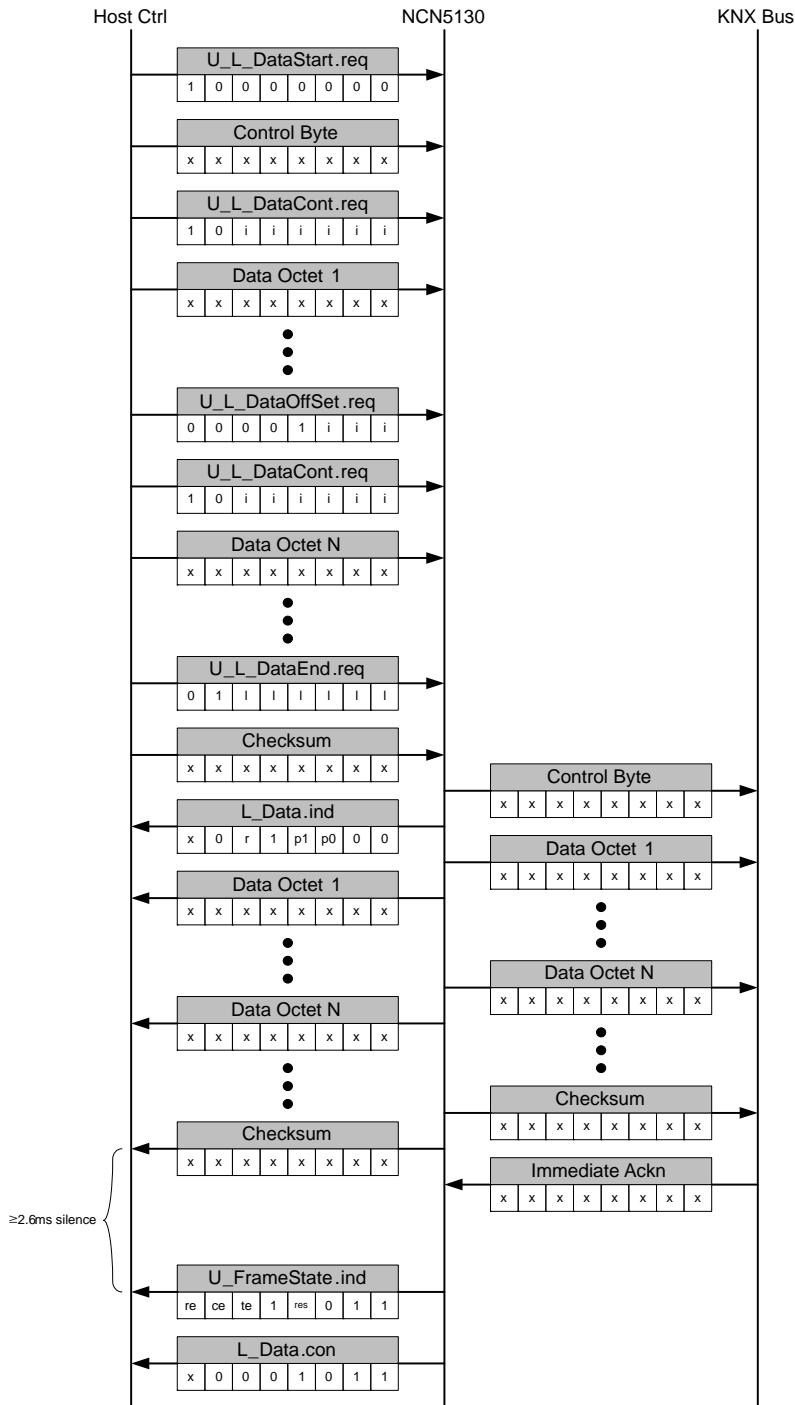 Host Ctrl NCN5130 KNX Bus
U_L_DataStart.req
1 0 0 0 0 0 0 0
Control Byte
x x x x x x x x
U_L_DataCont.req
1 0 i i i i i i
Data Octet 1
x x x x x x x x
U_L_DataOffSet.req
0 0 0 0 1 i i i
U_L_DataCont.req
1 0 i i i i i i
Data Octet N
x x x x x x x x
U_L_DataEnd.req
0 1 l l l l l l
Checksum
x x x x x x x x
Control Byte
x x x x x x x x
L_Data.ind
x 0 r 1 p1 p0 0 0
Data Octet 1
x x x x x x x x
Data Octet 1
x x x x x x x x
Data Octet N
x x x x x x x x
Data Octet N
x x x x x x x x
Checksum
x x x x x x x x
Checksum
x x x x x x x x
Immediate Ackn
x x x x x x x x
≥2.6ms silence
U_FrameState.ind
re ce te 1 res 0 1 1
L_Data.con
x 0 0 0 1 0 1 1